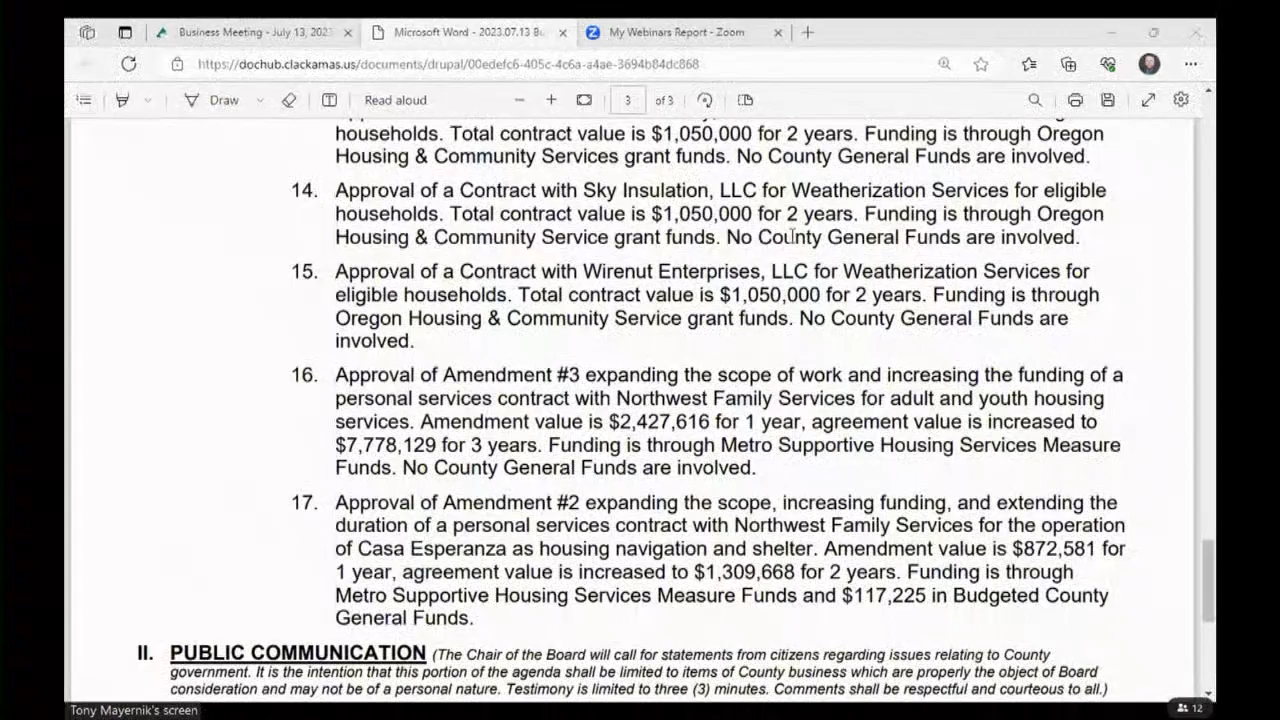 Business Meeting - July 13, 202
Microsoft Word - 2023.07.13 Bu
My Webinars Report - Zoom
https://dochub.clackamas.us/documents/drupal/00edefc6-405c-4c6a-a4ae-3694b84dc868
Draw
Read aloud
3 of 3
households. Total contract value is $1,050,000 for 2 years. Funding is through Oregon
Housing & Community Services grant funds. No County General Funds are involved.
14. Approval of a Contract with Sky Insulation, LLC for Weatherization Services for eligible
households. Total contract value is $1,050,000 for 2 years. Funding is through Oregon
Housing & Community Service grant funds. No County General Funds are involved.
15. Approval of a Contract with Wirenut Enterprises, LLC for Weatherization Services for
eligible households. Total contract value is $1,050,000 for 2 years. Funding is through
Oregon Housing & Community Service grant funds. No County General Funds are
involved.
16. Approval of Amendment #3 expanding the scope of work and increasing the funding of a
personal services contract with Northwest Family Services for adult and youth housing
services. Amendment value is $2,427,616 for 1 year, agreement value is increased to
$7,778,129 for 3 years. Funding is through Metro Supportive Housing Services Measure
Funds. No County General Funds are involved.
17. Approval of Amendment #2 expanding the scope, increasing funding, and extending the
duration of a personal services contract with Northwest Family Services for the operation
of Casa Esperanza as housing navigation and shelter. Amendment value is $872,581 for
1 year, agreement value is increased to $1,309,668 for 2 years. Funding is through
Metro Supportive Housing Services Measure Funds and $117,225 in Budgeted County
General Funds.
II. PUBLIC COMMUNICATION (The Chair of the Board will call for statements from citizens regarding issues relating to County
government. It is the intention that this portion of the agenda shall be limited to items of County business which are properly the object of Board
consideration and may not be of a personal nature. Testimony is limited to three (3) minutes. Comments shall be respectful and courteous to all.)
Tony Mayernik's screen
12